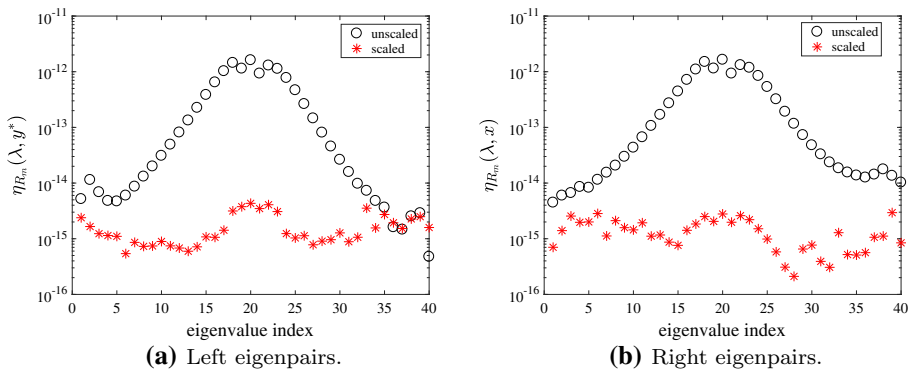 10^-11
10^-12
10^-13
10^-14
10^-15
10^-16
η_{R_m}(λ, y*)
unscaled
scaled
0 5 10 15 20 25 30 35 40
eigenvalue index
(a) Left eigenpairs.
10^-11
10^-12
10^-13
10^-14
10^-15
10^-16
η_{R_m}(λ, x)
unscaled
scaled
0 5 10 15 20 25 30 35 40
eigenvalue index
(b) Right eigenpairs.